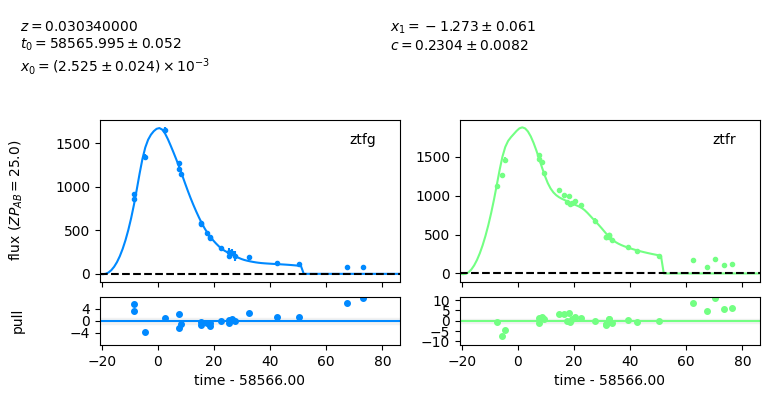 z = 0.030340000
t₀ = 58565.995 ± 0.052
x₀ = (2.525 ± 0.024) × 10⁻³
x₁ = −1.273 ± 0.061
c = 0.2304 ± 0.0082
flux (ZP_AB = 25.0)
1500
1000
500
0
ztfg
1500
1000
500
0
ztfr
pull
4
0
−4
10
5
0
−5
−10
−20 0 20 40 60 80
−20 0 20 40 60 80
time - 58566.00
time - 58566.00